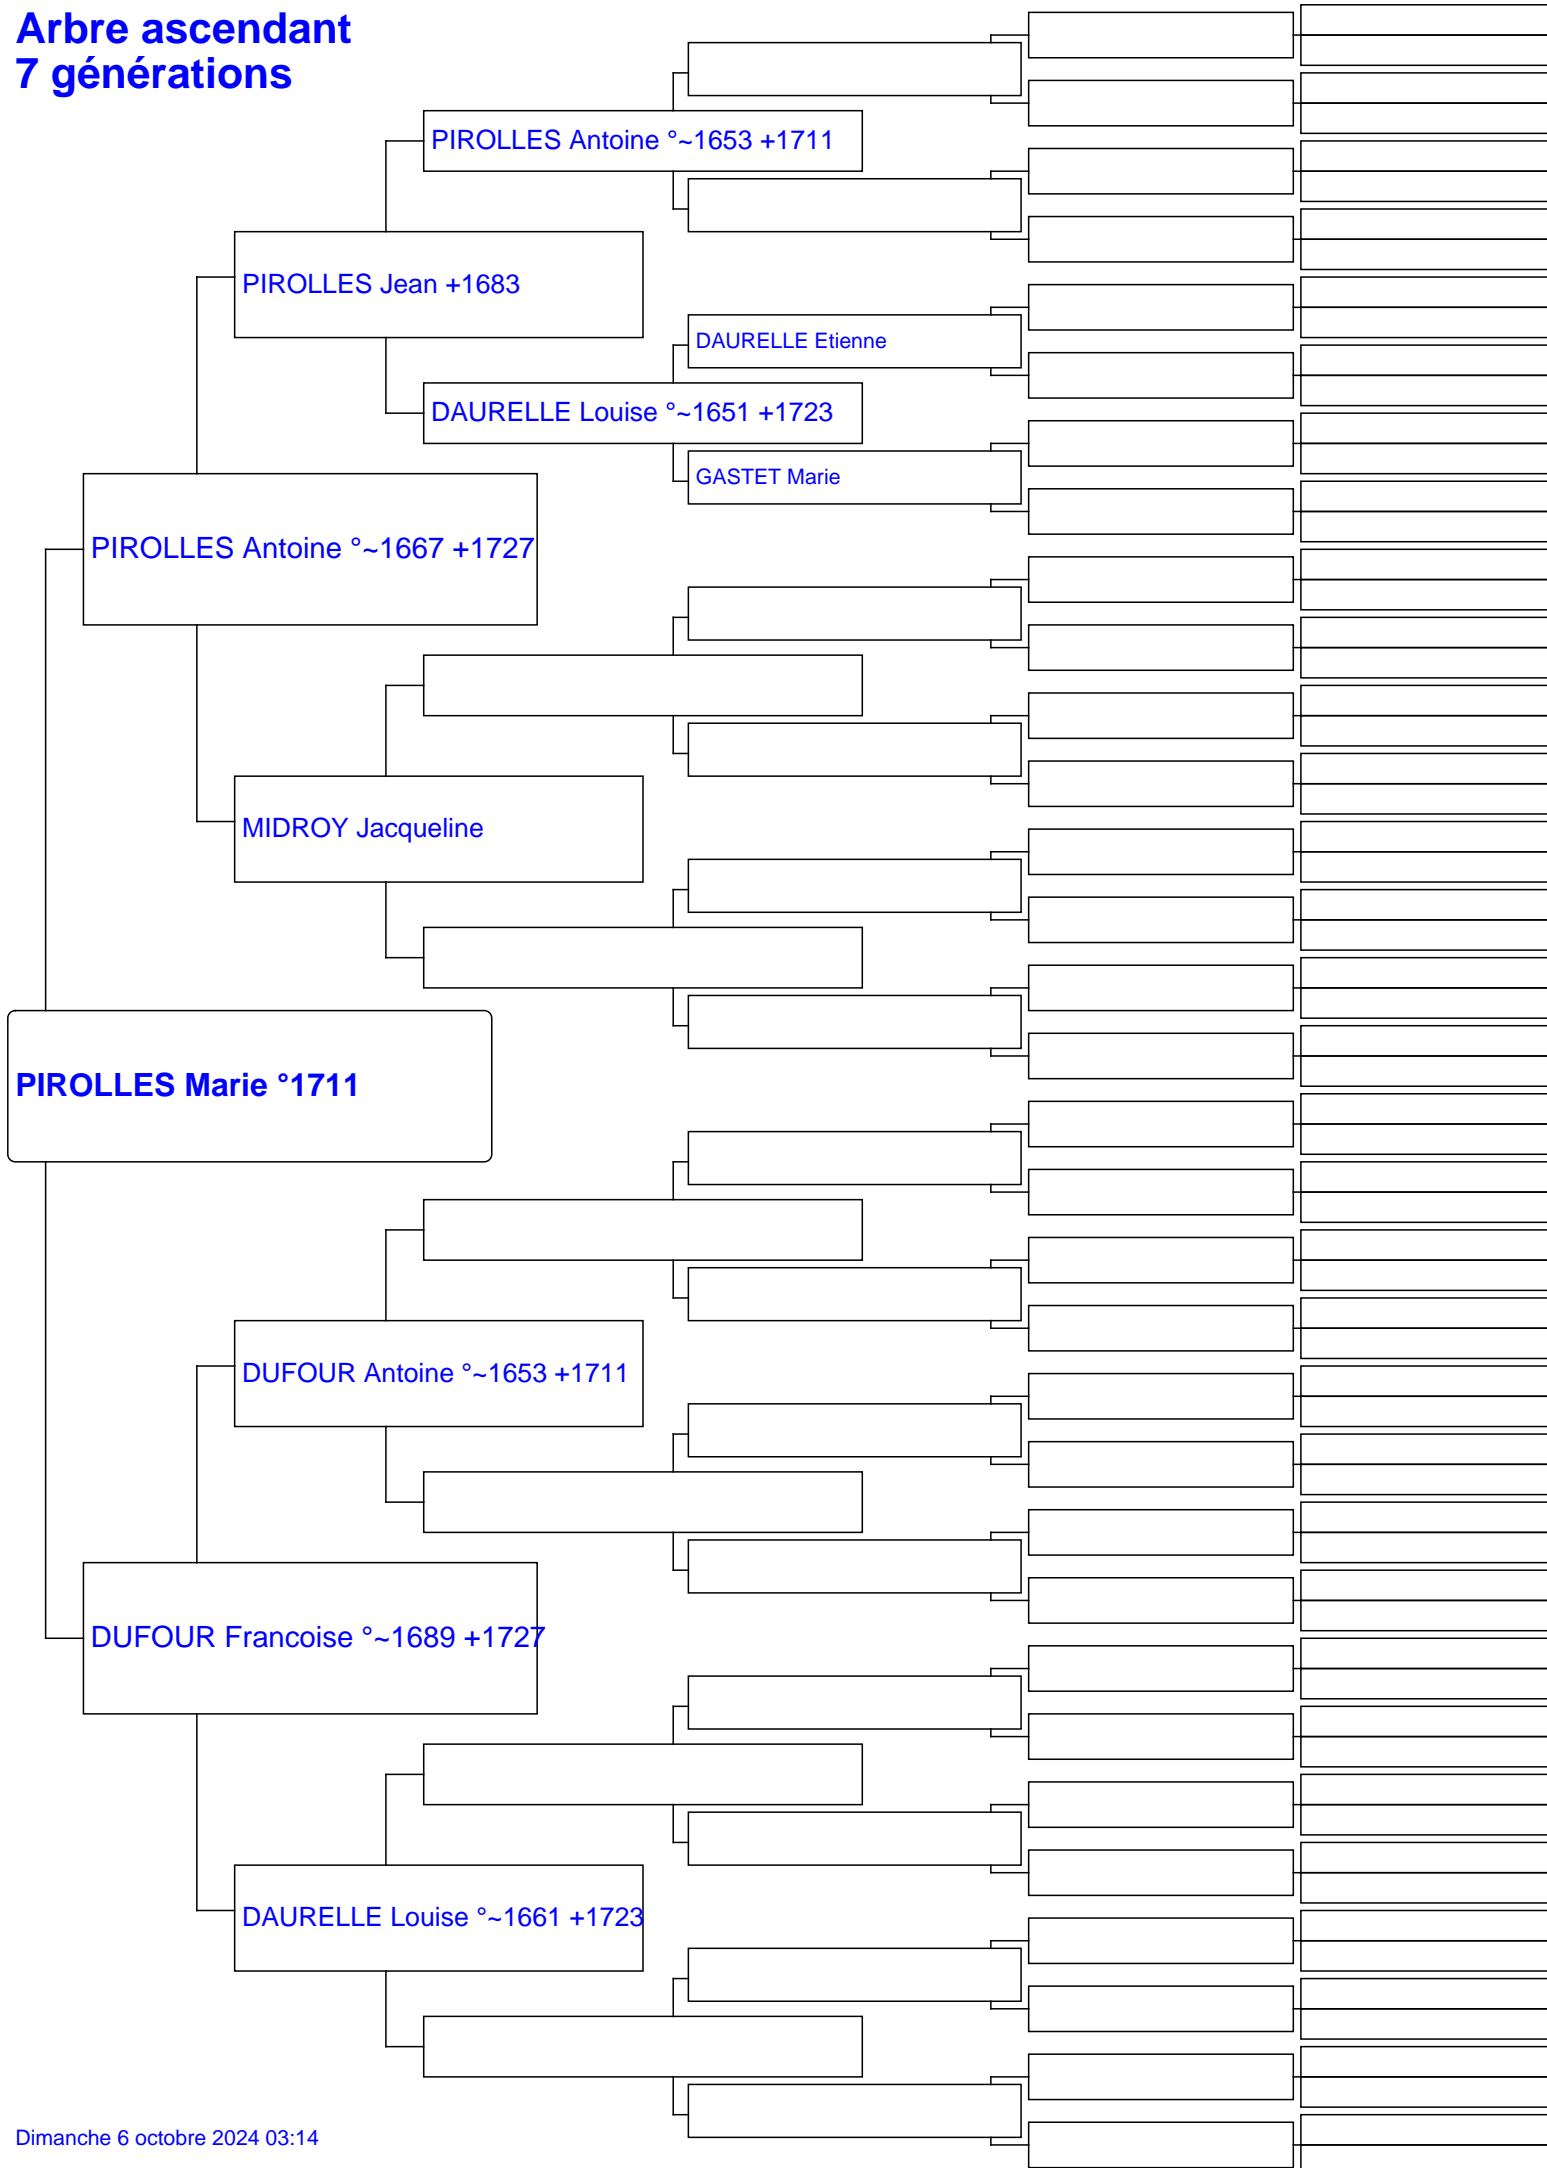 Arbre ascendant
7 générations
PIROLLES Antoine °~1653 +1711
PIROLLES Jean +1683
DAURELLE Etienne
DAURELLE Louise °~1651 +1723
GASTET Marie
PIROLLES Antoine °~1667 +1727
MIDROY Jacqueline
PIROLLES Marie °1711
DUFOUR Antoine °~1653 +1711
DUFOUR Francoise °~1689 +1727
DAURELLE Louise °~1661 +1723
Dimanche 6 octobre 2024 03:14